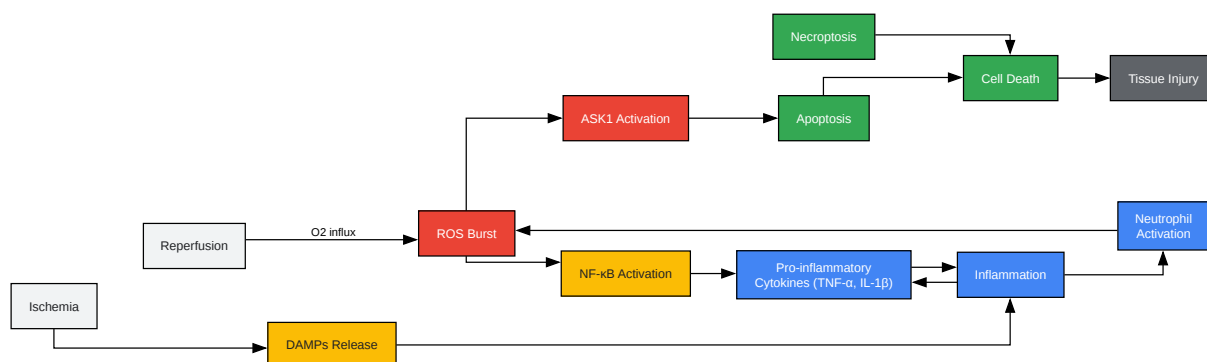 Necroptosis
Cell Death
Tissue Injury
ASK1 Activation
Apoptosis
Neutrophil
Activation
Reperfusion
O2 influx
ROS Burst
NF-κB Activation
Pro-inflammatory
Cytokines (TNF-α, IL-1β)
Inflammation
Ischemia
DAMPs Release